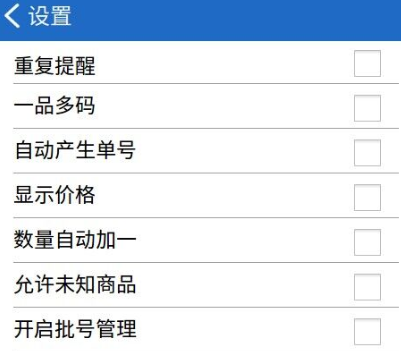 设置
重复提醒
一品多码
自动产生单号
显示价格
数量自动加一
允许未知商品
开启批号管理